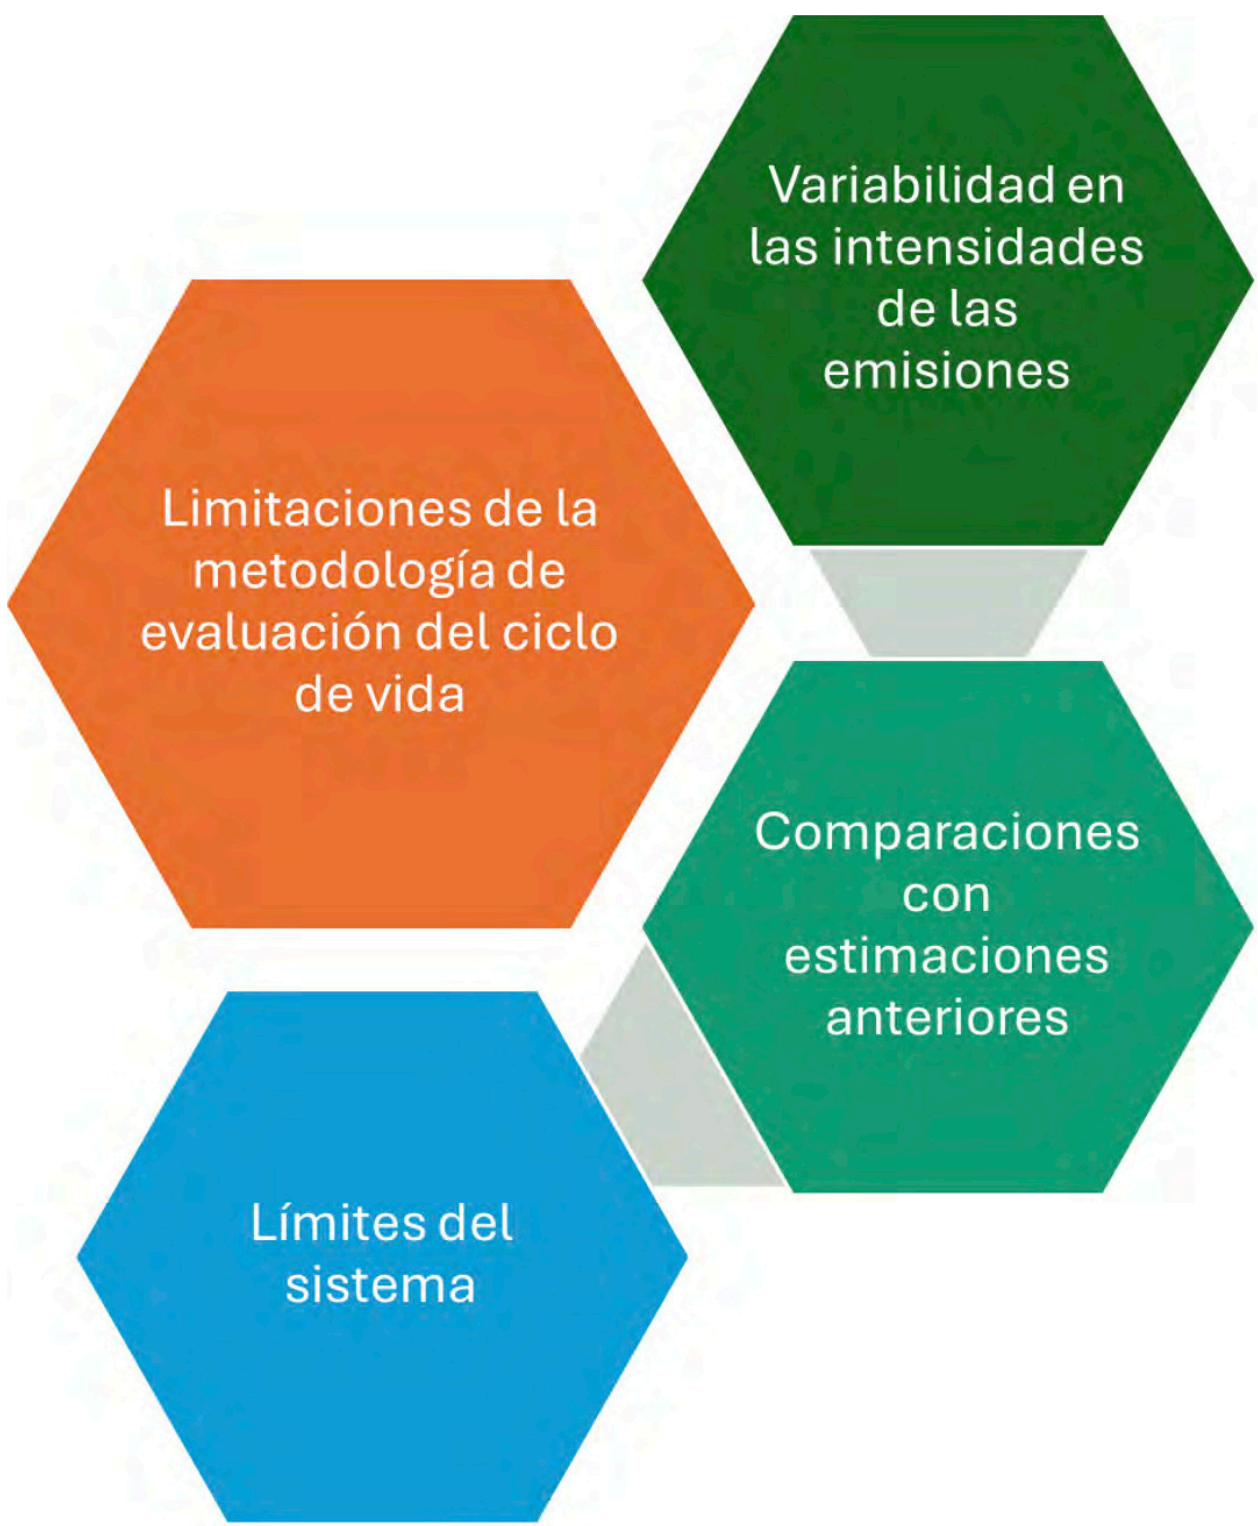 Variabilidad en
las intensidades
de las
emisiones
Limitaciones de la
metodología de
evaluación del ciclo
de vida
Comparaciones
con
estimaciones
anteriores
Límites del
sistema